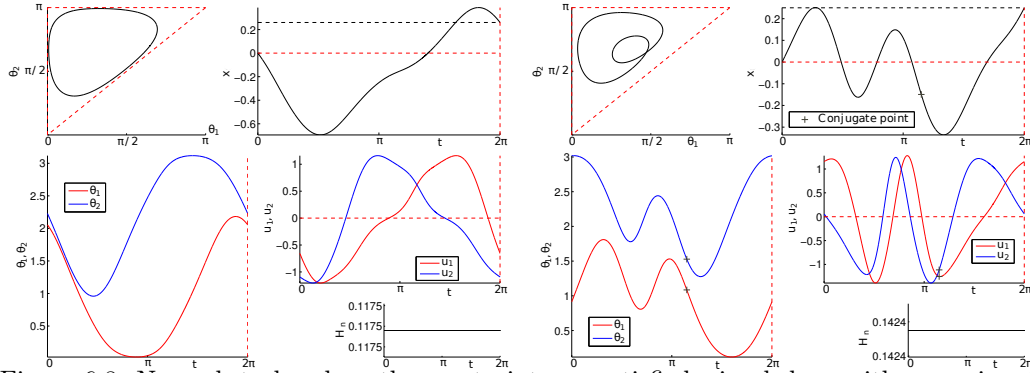 π
θ₂ π/2
0 π/2 θ₁ π
0.2
0
−0.2
−0.4
−0.6
x
0 π t 2π
π
θ₂ π/2
0 π/2 θ₁ π
0.2
0.1
0
−0.1
−0.2
−0.3
x
+ Conjugate point
0 π t 2π
3
2.5
2
1.5
1
0.5
θ₁, θ₂
θ₁
θ₂
0 π t 2π
1
0.5
0
−0.5
−1
u₁, u₂
u₁
u₂
0 π t 2π
0.1175
0.1175
0.1175
Hₙ
0 π t 2π
3
2.5
2
1.5
1
0.5
θ₁, θ₂
θ₁
θ₂
0 π t 2π
1
0.5
0
−0.5
−1
u₁, u₂
u₁
u₂
0 π t 2π
0.1424
0.1424
Hₙ
0 π t 2π